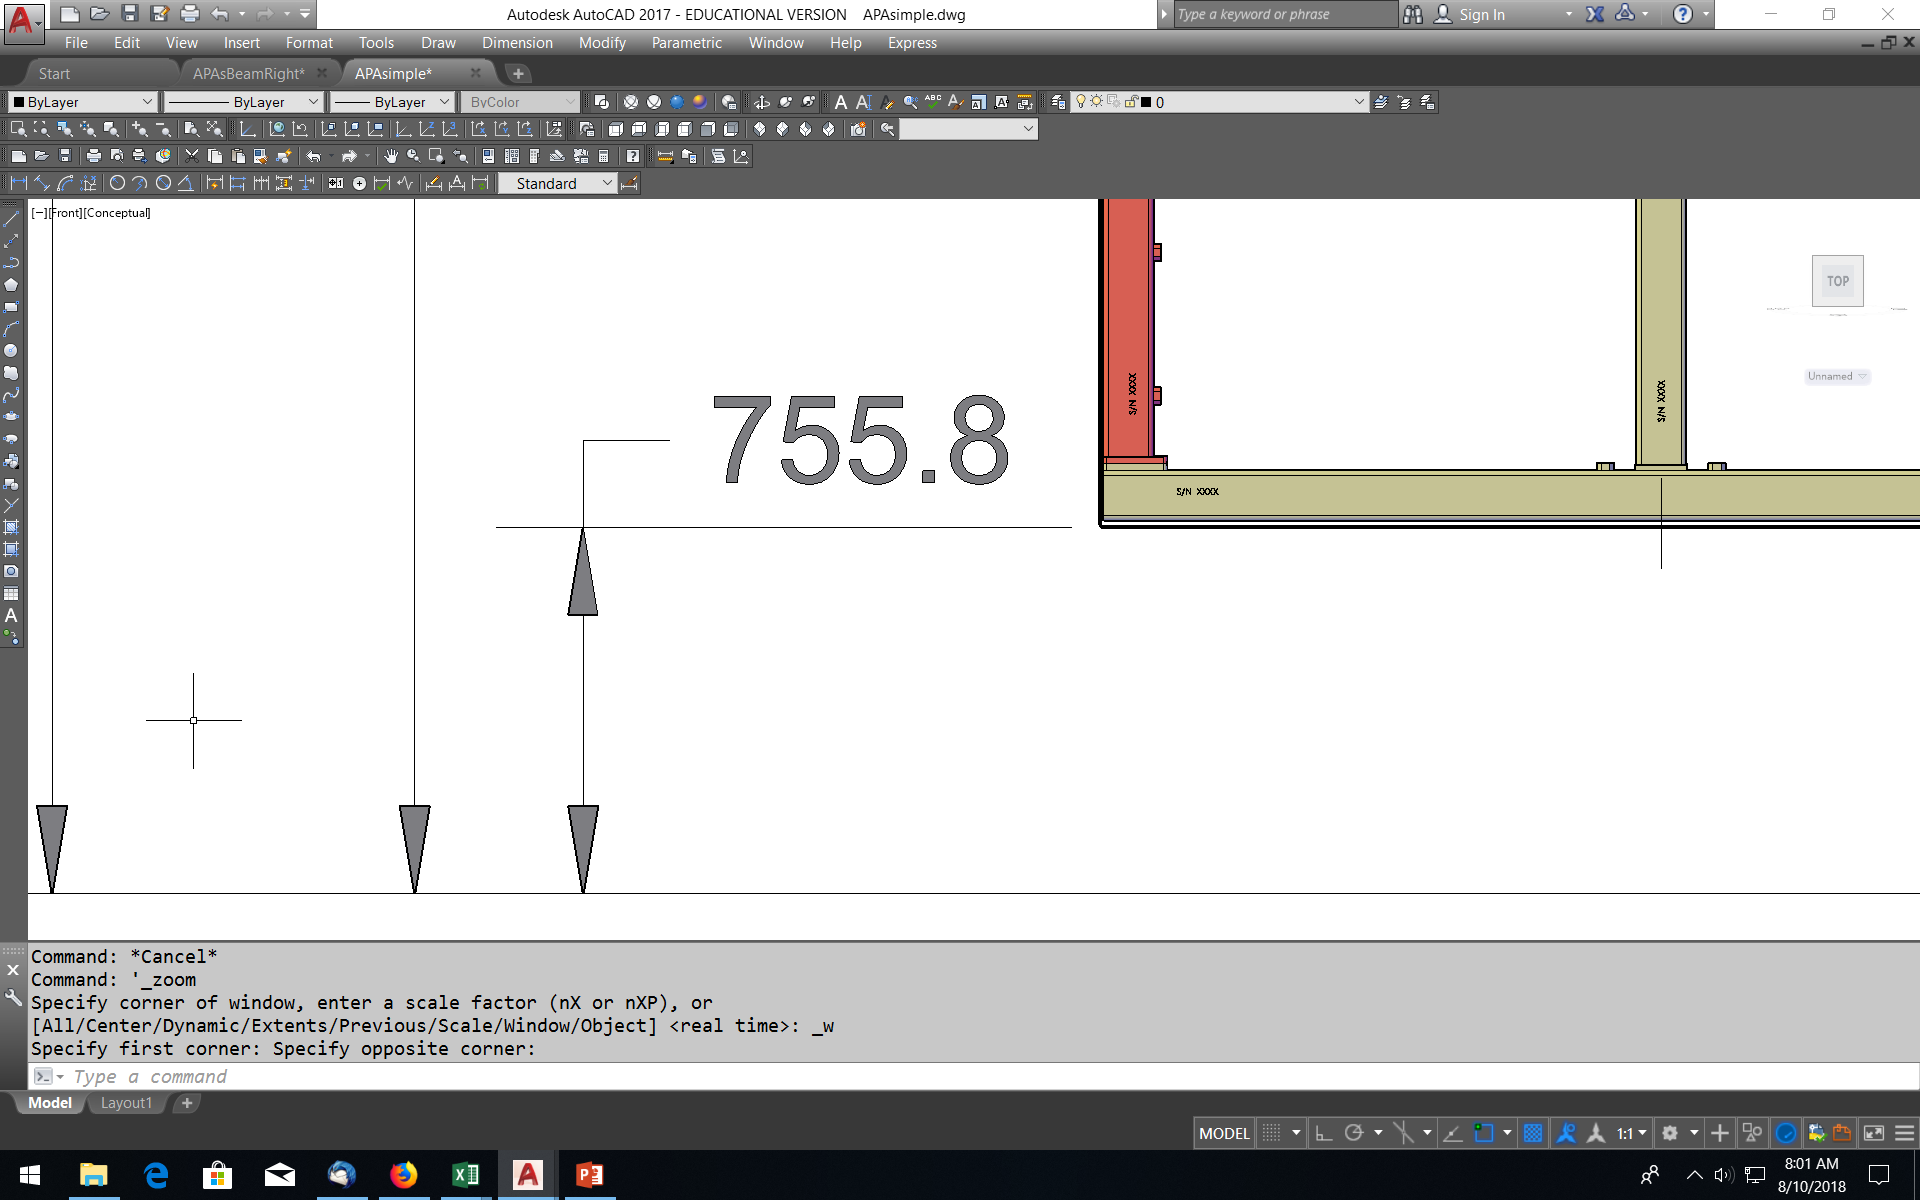 Autodesk AutoCAD 2017 - EDUCATIONAL VERSION APAsimple.dwg
Type a keyword or phrase
Sign In
File Edit View Insert Format Tools Draw Dimension Modify Parametric Window Help Express
Start APAsBeamRight* APAsimple*
ByLayer ByLayer ByLayer ByColor 0
Standard
[−][Front][Conceptual]
TOP
Unnamed
S/N XXXX
S/N XXX
755.8
S/N XXXX
Command: *Cancel*
Command: '_zoom
Specify corner of window, enter a scale factor (nX or nXP), or
[All/Center/Dynamic/Extents/Previous/Scale/Window/Object] <real time>: _w
Specify first corner: Specify opposite corner:
Type a command
Model Layout1
MODEL 1:1
8:01 AM
8/10/2018